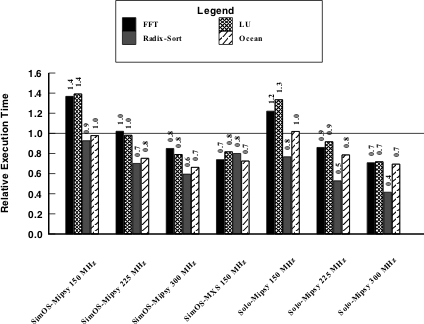 Legend
FFT
LU
Radix-Sort
Ocean
Relative Execution Time
1.6
1.4
1.2
1.0
0.8
0.6
0.4
0.2
0.0
1.4 1.4 0.9 1.0
1.0 1.0 0.7 0.8
0.8 0.8 0.6 0.7
0.7 0.8 0.8 0.7
1.2 1.3 0.8 1.0
0.9 0.9 0.5 0.8
0.7 0.7 0.4 0.7
SimOS-Mipsy 150 MHz
SimOS-Mipsy 225 MHz
SimOS-Mipsy 300 MHz
SimOS-MXS 150 MHz
Solo-Mipsy 150 MHz
Solo-Mipsy 225 MHz
Solo-Mipsy 300 MHz